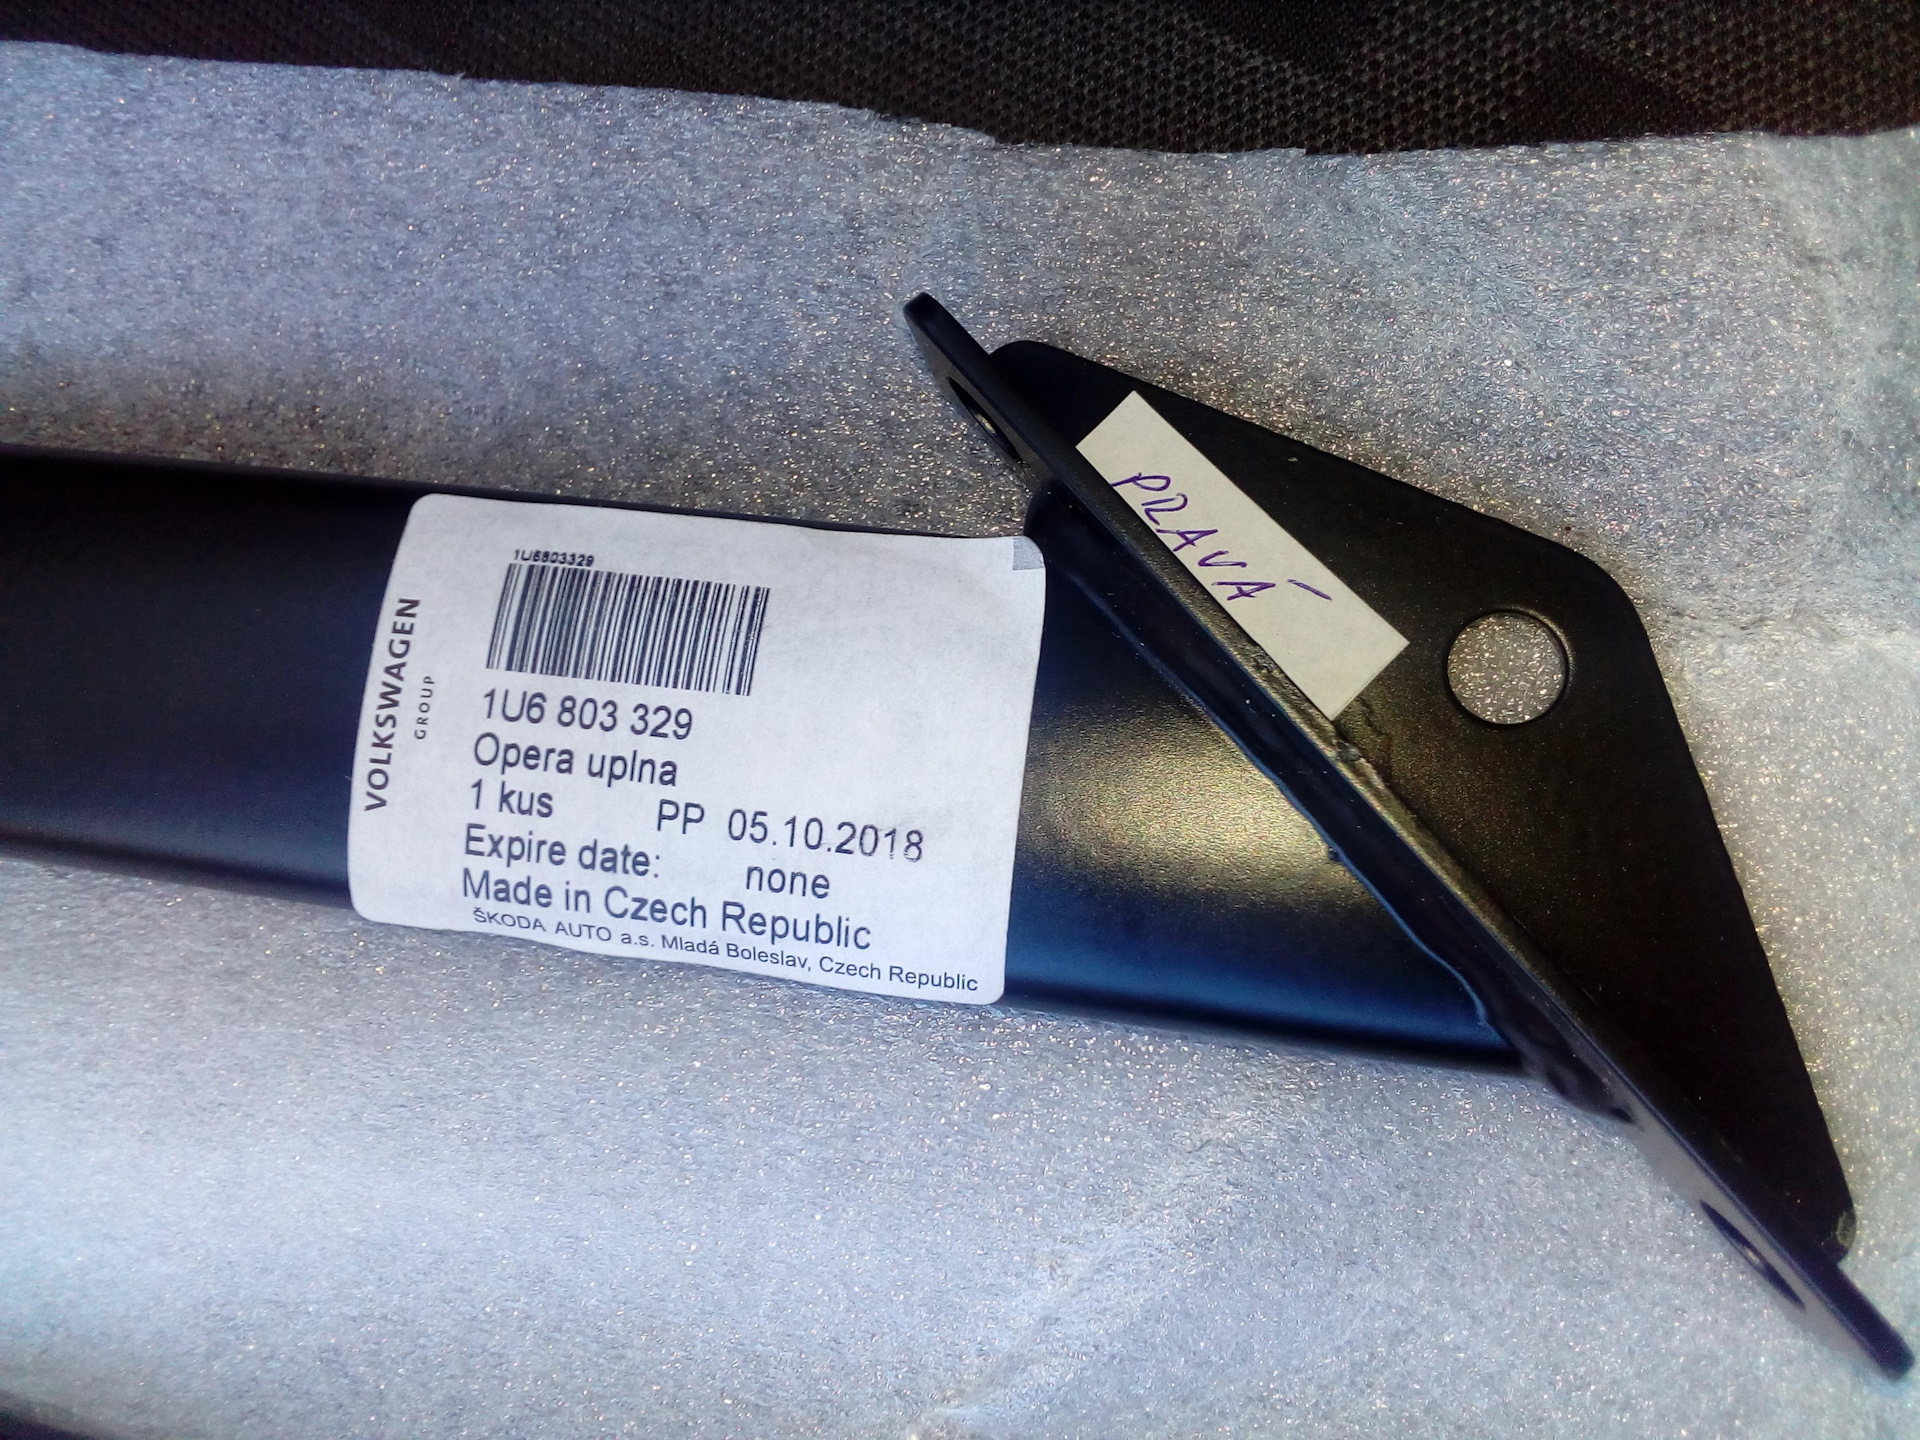 1U6803329
VOLKSWAGEN
GROUP
1U6 803 329
Opera uplna
1 kus PP 05.10.2018
Expire date: none
Made in Czech Republic
ŠKODA AUTO a.s. Mladá Boleslav, Czech Republic
PRAVÁ